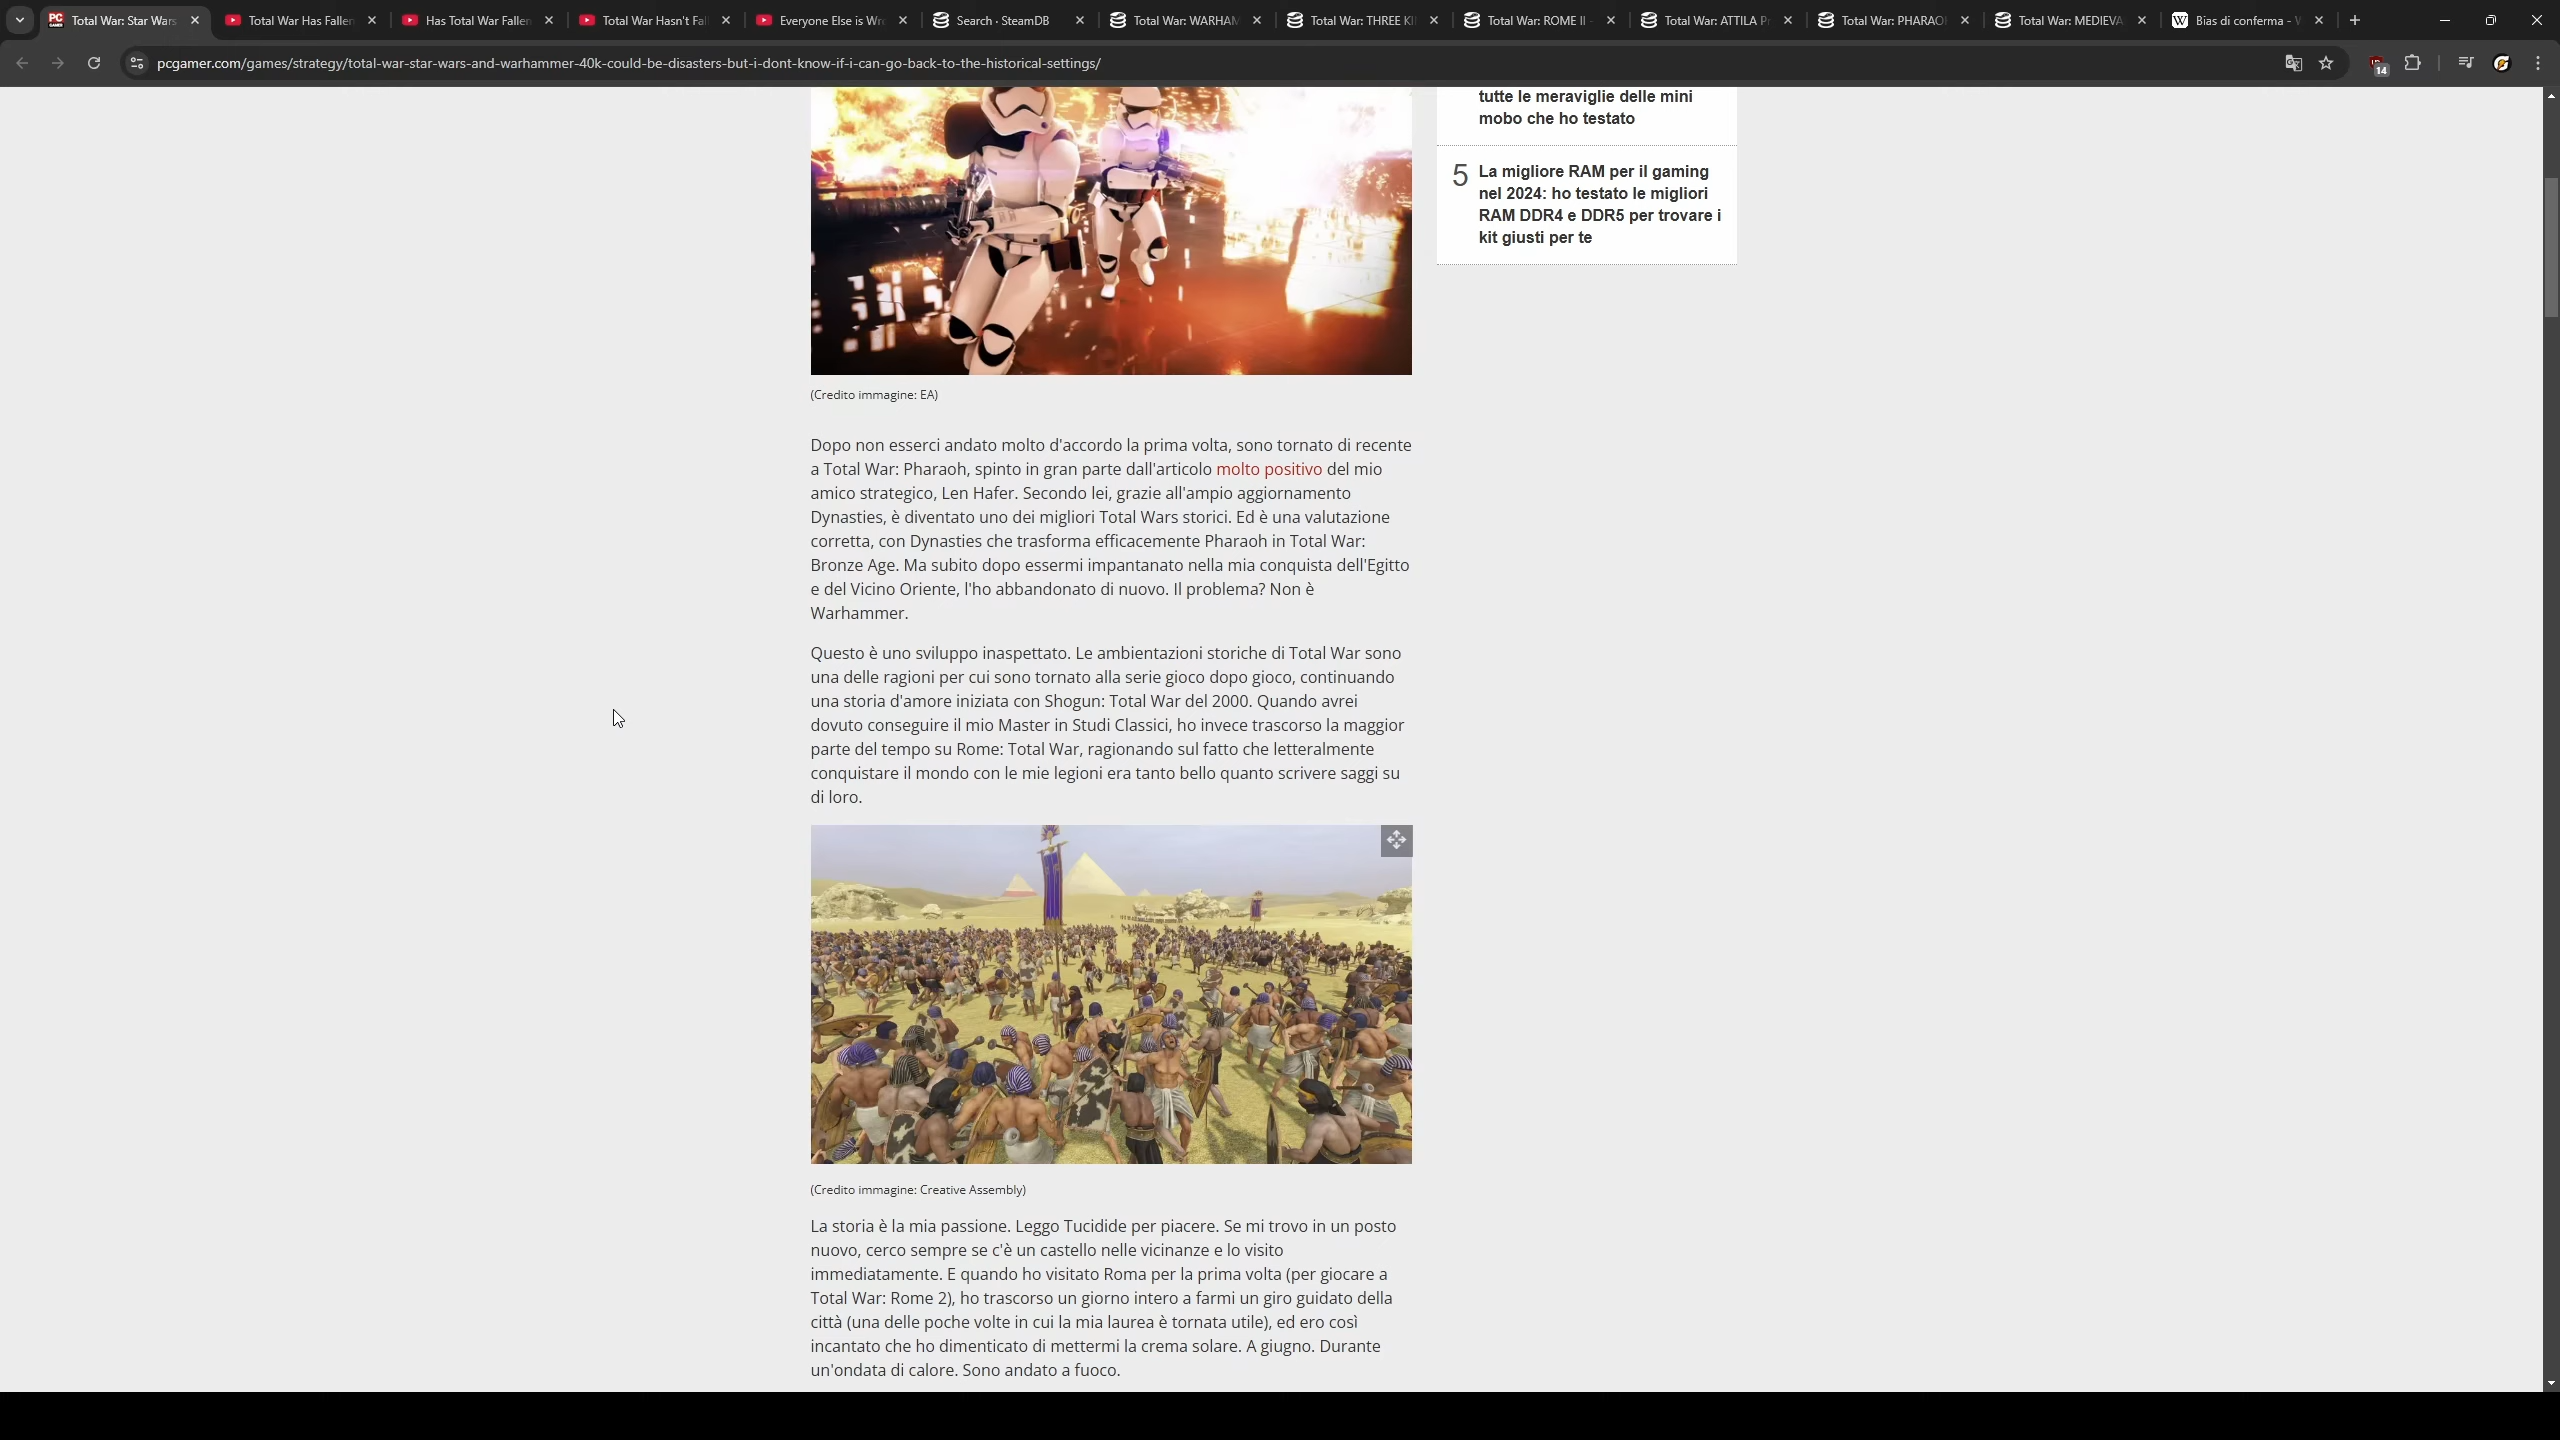 Total War: Star Wars
Total War Has Fallen
Has Total War Fallen
Total War Hasn't Fal
Everyone Else is Wr
Search · SteamDB
Total War: WARHAM
Total War: THREE KI
Total War: ROME II -
Total War: ATTILA P
Total War: PHARAO
Total War: MEDIEVA
Bias di conferma -
pcgamer.com/games/strategy/total-war-star-wars-and-warhammer-40k-could-be-disasters-but-i-dont-know-if-i-can-go-back-to-the-historical-settings/
14
tutte le meraviglie delle mini
mobo che ho testato
5
La migliore RAM per il gaming
nel 2024: ho testato le migliori
RAM DDR4 e DDR5 per trovare i
kit giusti per te
(Credito immagine: EA)
Dopo non esserci andato molto d'accordo la prima volta, sono tornato di recente
a Total War: Pharaoh, spinto in gran parte dall'articolo molto positivo del mio
amico strategico, Len Hafer. Secondo lei, grazie all'ampio aggiornamento
Dynasties, è diventato uno dei migliori Total Wars storici. Ed è una valutazione
corretta, con Dynasties che trasforma efficacemente Pharaoh in Total War:
Bronze Age. Ma subito dopo essermi impantanato nella mia conquista dell'Egitto
e del Vicino Oriente, l'ho abbandonato di nuovo. Il problema? Non è
Warhammer.
Questo è uno sviluppo inaspettato. Le ambientazioni storiche di Total War sono
una delle ragioni per cui sono tornato alla serie gioco dopo gioco, continuando
una storia d'amore iniziata con Shogun: Total War del 2000. Quando avrei
dovuto conseguire il mio Master in Studi Classici, ho invece trascorso la maggior
parte del tempo su Rome: Total War, ragionando sul fatto che letteralmente
conquistare il mondo con le mie legioni era tanto bello quanto scrivere saggi su
di loro.
(Credito immagine: Creative Assembly)
La storia è la mia passione. Leggo Tucidide per piacere. Se mi trovo in un posto
nuovo, cerco sempre se c'è un castello nelle vicinanze e lo visito
immediatamente. E quando ho visitato Roma per la prima volta (per giocare a
Total War: Rome 2), ho trascorso un giorno intero a farmi un giro guidato della
città (una delle poche volte in cui la mia laurea è tornata utile), ed ero così
incantato che ho dimenticato di mettermi la crema solare. A giugno. Durante
un'ondata di calore. Sono andato a fuoco.